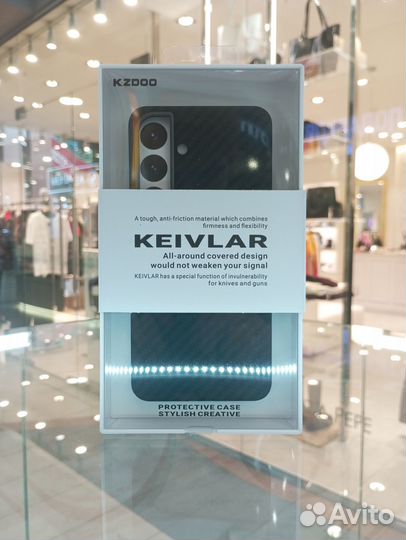 KZDOO
A tough, anti-friction material which combines
firmness and flexibility
KEIVLAR
All-around covered design
would not weaken your signal
KEIVLAR has a special function of invulnerability
for knives and guns
PROTECTIVE CASE
STYLISH CREATIVE
PEPE
Avito